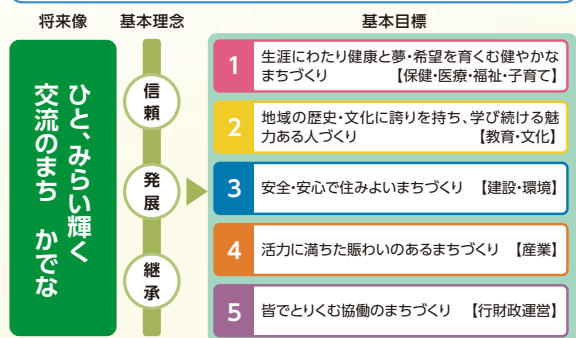 将来像
基本理念
基本目標
ひと、みらい輝く
交流のまち　かでな
信頼
発展
継承
1
生涯にわたり健康と夢・希望を育む健やかな
まちづくり　【保健・医療・福祉・子育て】
2
地域の歴史・文化に誇りを持ち、学び続ける魅
力ある人づくり　【教育・文化】
3
安全・安心で住みよいまちづくり　【建設・環境】
4
活力に満ちた賑わいのあるまちづくり　【産業】
5
皆でとりくむ協働のまちづくり　【行財政運営】